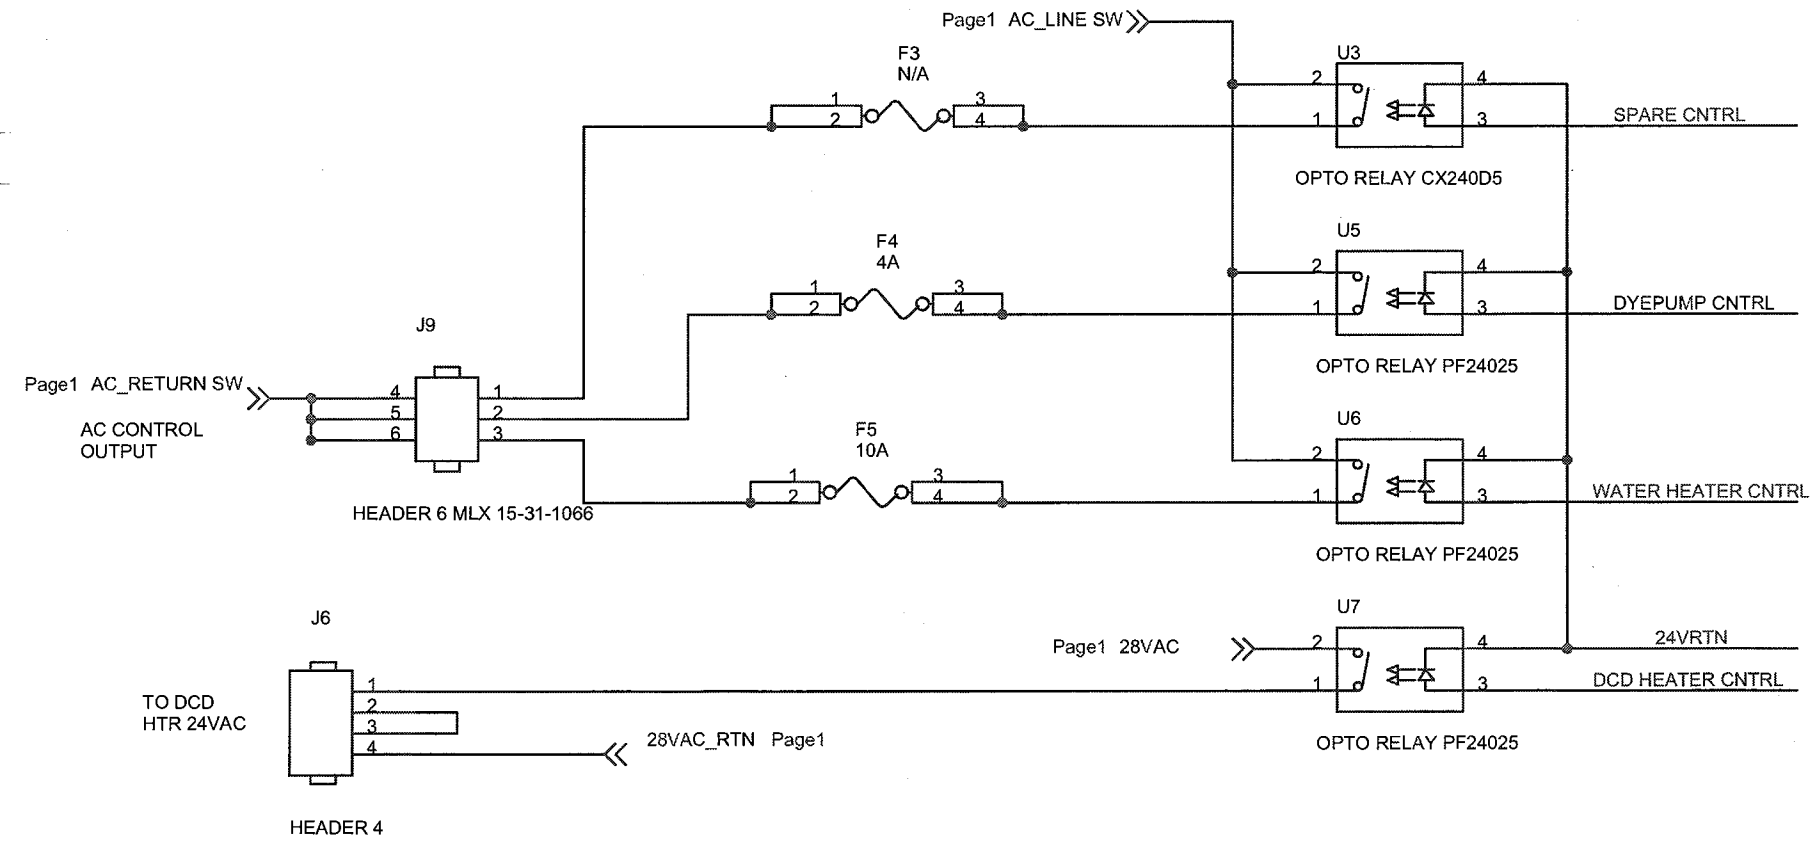 Page1 AC_LINE SW
F3
N/A
1
2
3
4
U3
2
1
4
3
SPARE CNTRL
OPTO RELAY CX240D5
F4
4A
1
2
3
4
U5
2
1
4
3
DYEPUMP CNTRL
OPTO RELAY PF24025
J9
Page1 AC_RETURN SW
AC CONTROL
OUTPUT
4
5
6
1
2
3
HEADER 6 MLX 15-31-1066
F5
10A
1
2
3
4
U6
2
1
4
3
WATER HEATER CNTRL
OPTO RELAY PF24025
J6
TO DCD
HTR 24VAC
1
2
3
4
28VAC_RTN Page1
HEADER 4
Page1 28VAC
U7
2
1
4
3
24VRTN
DCD HEATER CNTRL
OPTO RELAY PF24025